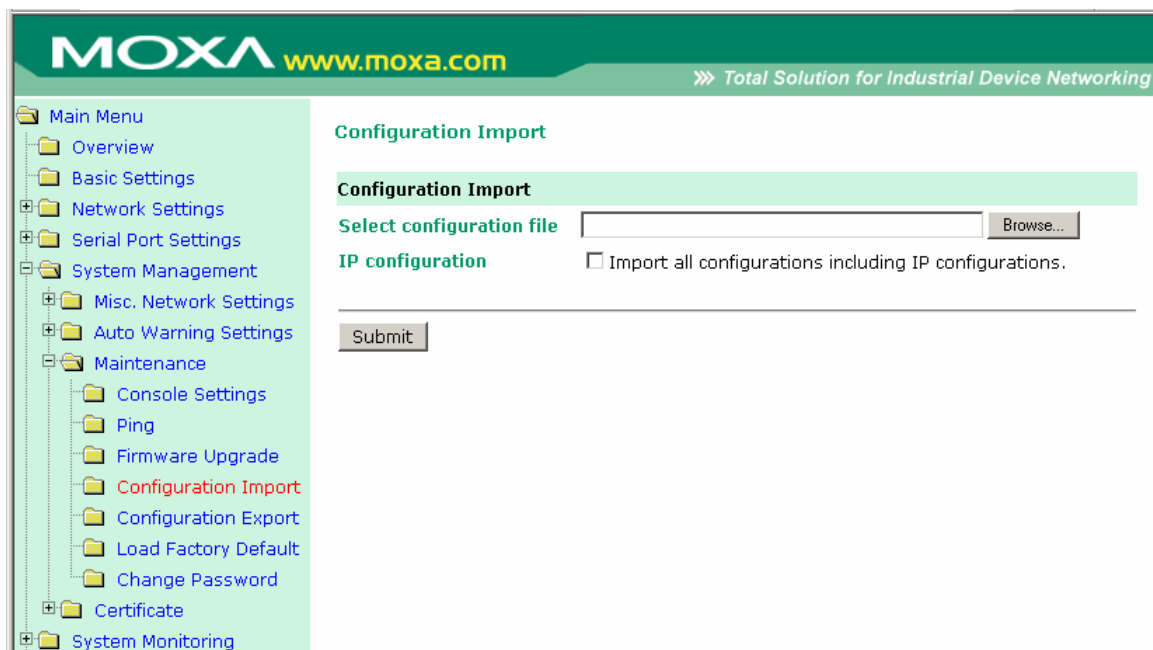 MOXA www.moxa.com
Total Solution for Industrial Device Networking
Main Menu
Overview
Basic Settings
Network Settings
Serial Port Settings
System Management
Misc. Network Settings
Auto Warning Settings
Maintenance
Console Settings
Ping
Firmware Upgrade
Configuration Import
Configuration Export
Load Factory Default
Change Password
Certificate
System Monitoring
Configuration Import
Configuration Import
Select configuration file Browse...
IP configuration Import all configurations including IP configurations.
Submit